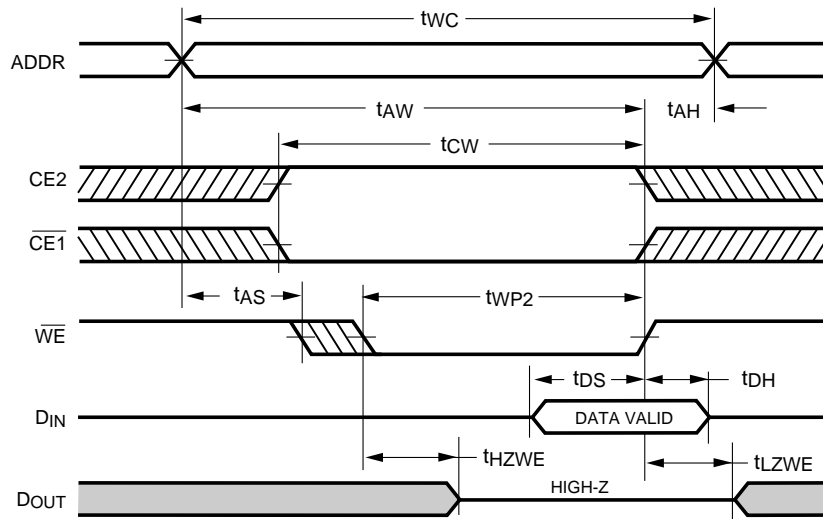 tWC
ADDR
tAW
tAH
tCW
CE2
CE1
tAS
tWP2
WE
tDS
tDH
DIN
DATA VALID
tHZWE
tLZWE
DOUT
HIGH-Z